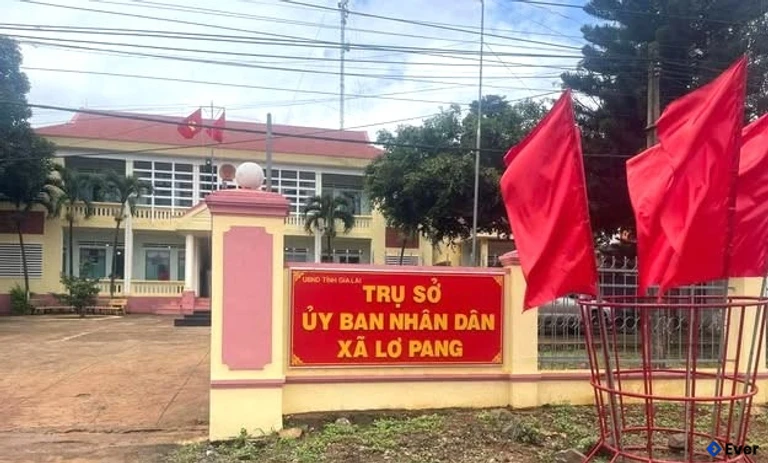 UBND TỈNH GIA LAI
TRỤ SỞ
ỦY BAN NHÂN DÂN
XÃ LƠ PANG
Ever